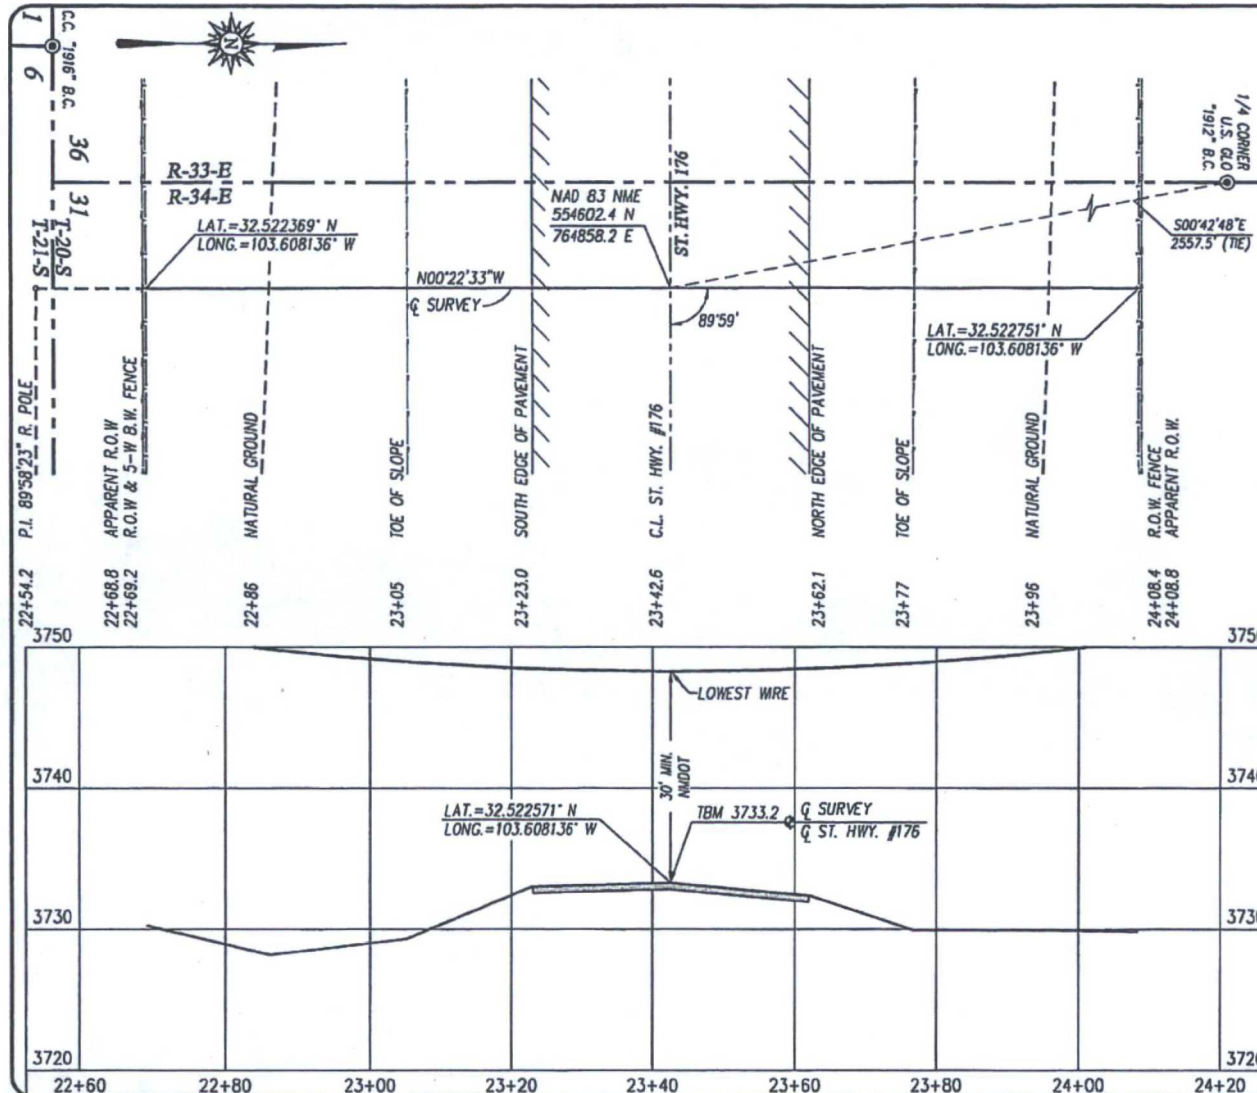 1
6
C.C. "1916" B.C.
36
31
N
R-33-E
R-34-E
T-20-S
T-21-S
1/4 CORNER
U.S. GLO
"1912" B.C.
LAT.=32.522369° N
LONG.=103.608136° W
NAD 83 NME
554602.4 N
764858.2 E
ST. HWY. 176
S00°42'48"E
2557.5' (TIE)
N00°22'33"W
℄ SURVEY
89°59'
LAT.=32.522751° N
LONG.=103.608136° W
P.I. 89°58'23" R. POLE
APPARENT R.O.W
R.O.W & 5-W B.W. FENCE
NATURAL GROUND
TOE OF SLOPE
SOUTH EDGE OF PAVEMENT
C.L. ST. HWY. #176
NORTH EDGE OF PAVEMENT
TOE OF SLOPE
NATURAL GROUND
R.O.W. FENCE
APPARENT R.O.W.
22+54.2
22+68.8
22+69.2
22+86
23+05
23+23.0
23+42.6
23+62.1
23+77
23+96
24+08.4
24+08.8
3750
3750
LOWEST WIRE
30' MIN.
NMDOT
3740
3740
LAT.=32.522571° N
LONG.=103.608136° W
TBM 3733.2
℄ SURVEY
℄ ST. HWY. #176
3730
3730
3720
3720
22+60
22+80
23+00
23+20
23+40
23+60
23+80
24+00
24+20